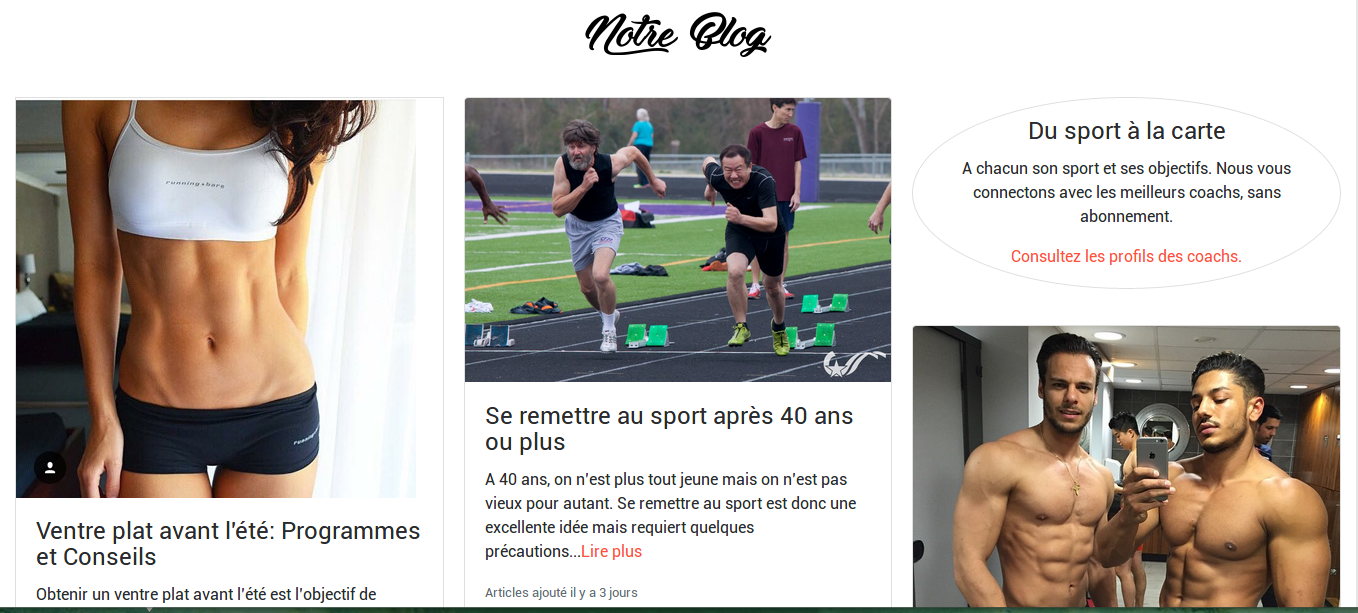 Notre Blog
running bare
Ventre plat avant l'été: Programmes
et Conseils
Obtenir un ventre plat avant l'été est l'objectif de
Se remettre au sport après 40 ans
ou plus
A 40 ans, on n'est plus tout jeune mais on n'est pas
vieux pour autant. Se remettre au sport est donc une
excellente idée mais requiert quelques
précautions...Lire plus
Articles ajouté il y a 3 jours
Du sport à la carte
A chacun son sport et ses objectifs. Nous vous
connectons avec les meilleurs coachs, sans
abonnement.
Consultez les profils des coachs.